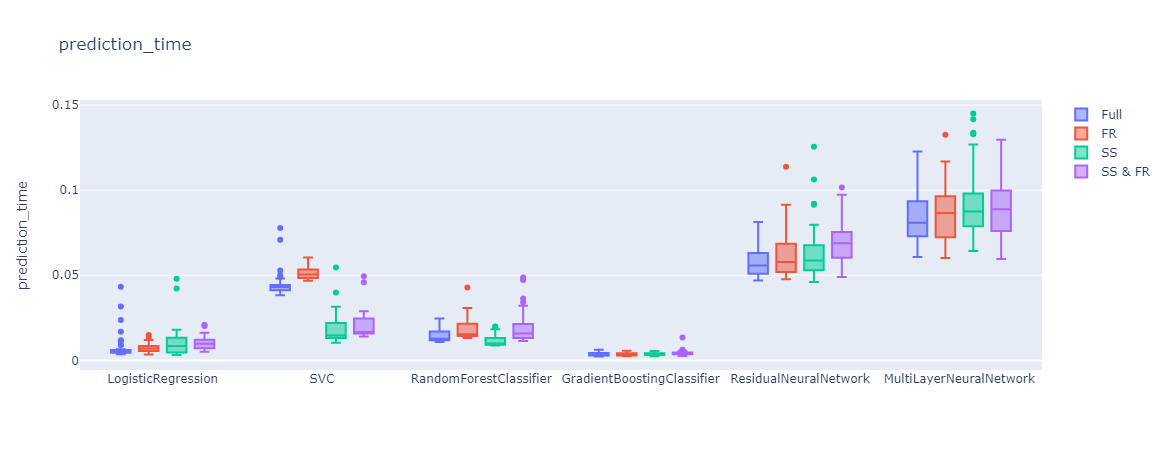 prediction_time
prediction_time
0.15
0.1
0.05
0
LogisticRegression
SVC
RandomForestClassifier
GradientBoostingClassifier
ResidualNeuralNetwork
MultiLayerNeuralNetwork
Full
FR
SS
SS & FR